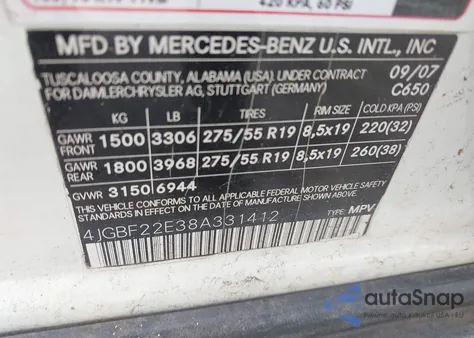 420 KPA, 60 PSI
MFD BY MERCEDES-BENZ U.S. INTL., INC
TUSCALOOSA COUNTY, ALABAMA (USA). UNDER CONTRACT 09/07
FOR DAIMLERCHRYSLER AG, STUTTGART (GERMANY) C650
KG LB TIRES RIM SIZE COLD KPA (PSI)
GAWR FRONT 1500 3306 275/55 R19 8,5x19 220(32)
GAWR REAR 1800 3968 275/55 R19 8,5x19 260(38)
GVWR 3150 6944
THIS VEHICLE CONFORMS TO ALL APPLICABLE FEDERAL MOTOR VEHICLE SAFETY
STANDARDS IN EFFECT ON THE DATE OF MANUFACTURE SHOWN ABOVE.
4JGBF22E38A331412 TYPE: MPV
autoSnap